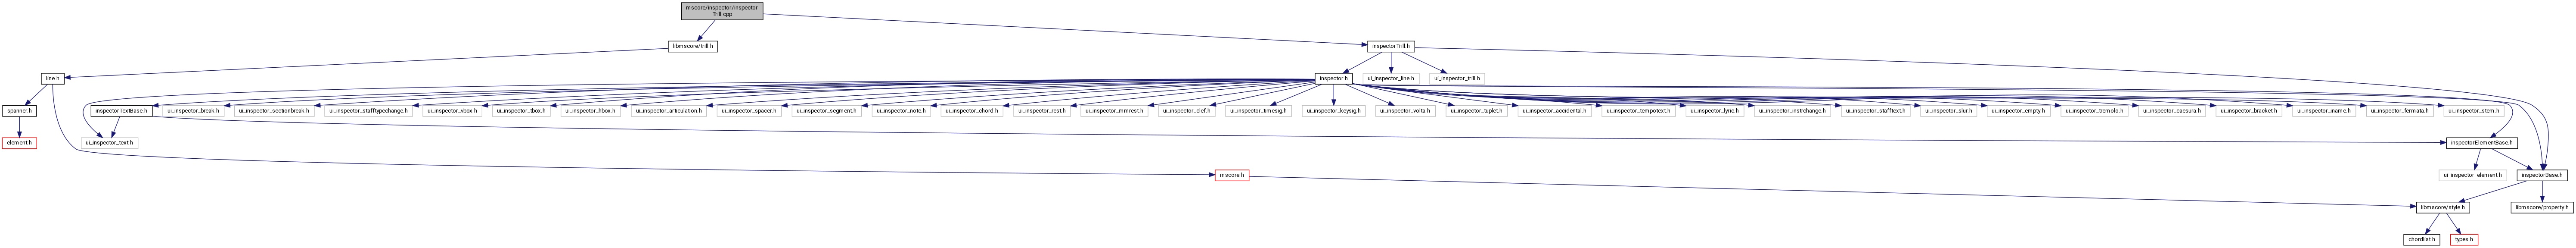 mscore/inspector/inspector
Trill.cpp
libmscore/trill.h
inspectorTrill.h
line.h
inspector.h
ui_inspector_line.h
ui_inspector_trill.h
spanner.h
inspectorTextBase.h
ui_inspector_break.h
ui_inspector_sectionbreak.h
ui_inspector_stafftypechange.h
ui_inspector_vbox.h
ui_inspector_tbox.h
ui_inspector_hbox.h
ui_inspector_articulation.h
ui_inspector_spacer.h
ui_inspector_segment.h
ui_inspector_note.h
ui_inspector_chord.h
ui_inspector_rest.h
ui_inspector_mmrest.h
ui_inspector_clef.h
ui_inspector_timesig.h
ui_inspector_keysig.h
ui_inspector_volta.h
ui_inspector_tuplet.h
ui_inspector_accidental.h
ui_inspector_tempotext.h
ui_inspector_lyric.h
ui_inspector_instrchange.h
ui_inspector_stafftext.h
ui_inspector_slur.h
ui_inspector_empty.h
ui_inspector_tremolo.h
ui_inspector_caesura.h
ui_inspector_bracket.h
ui_inspector_iname.h
ui_inspector_fermata.h
ui_inspector_stem.h
element.h
ui_inspector_text.h
inspectorElementBase.h
mscore.h
ui_inspector_element.h
inspectorBase.h
libmscore/style.h
libmscore/property.h
chordlist.h
types.h